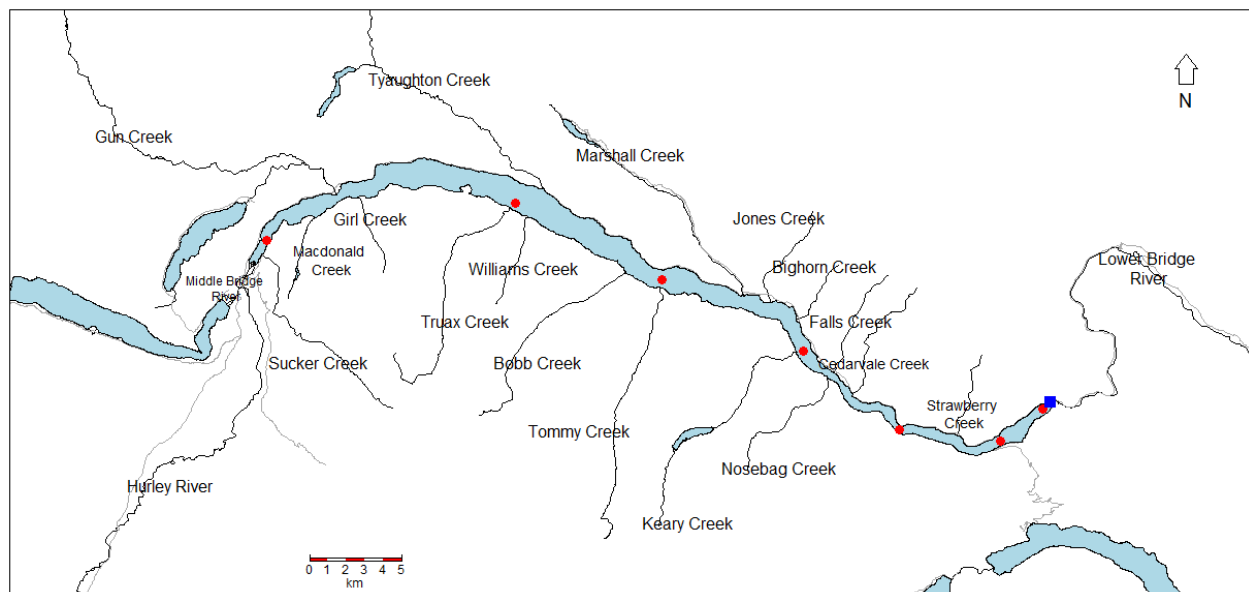 Tyaughton Creek
N
Gun Creek
Marshall Creek
Girl Creek
Jones Creek
Macdonald
Creek
Williams Creek
Bighorn Creek
Lower Bridge
River
Middle Bridge
River
Truax Creek
Falls Creek
Sucker Creek
Bobb Creek
Cedarvale Creek
Strawberry
Creek
Tommy Creek
Nosebag Creek
Hurley River
Keary Creek
0 1 2 3 4 5
km